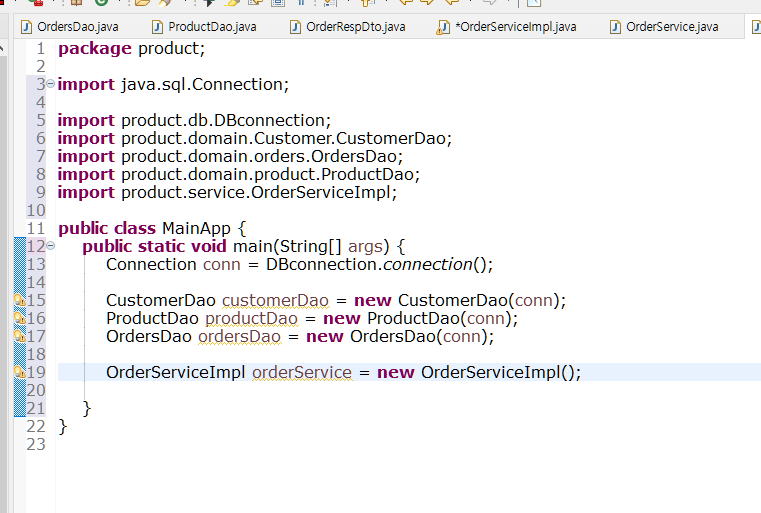 OrdersDao.java ProductDao.java OrderRespDto.java *OrderServiceImpl.java OrderService.java
1 package product;
2
3 import java.sql.Connection;
4
5 import product.db.DBconnection;
6 import product.domain.Customer.CustomerDao;
7 import product.domain.orders.OrdersDao;
8 import product.domain.product.ProductDao;
9 import product.service.OrderServiceImpl;
10
11 public class MainApp {
12 public static void main(String[] args) {
13 Connection conn = DBconnection.connection();
14
15 CustomerDao customerDao = new CustomerDao(conn);
16 ProductDao productDao = new ProductDao(conn);
17 OrdersDao ordersDao = new OrdersDao(conn);
18
19 OrderServiceImpl orderService = new OrderServiceImpl();
20
21 }
22 }
23